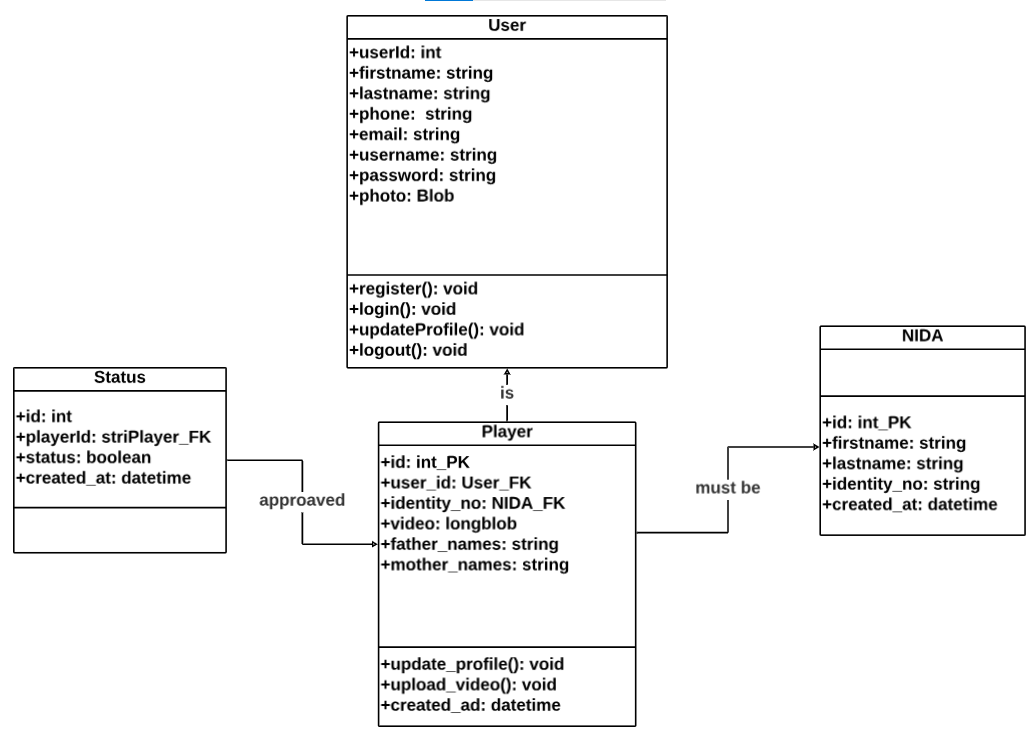 User
+userId: int
+firstname: string
+lastname: string
+phone:  string
+email: string
+username: string
+password: string
+photo: Blob
+register(): void
+login(): void
+updateProfile(): void
+logout(): void
NIDA
+id: int_PK
+firstname: string
+lastname: string
+identity_no: string
+created_at: datetime
Status
+id: int
+playerId: striPlayer_FK
+status: boolean
+created_at: datetime
is
approaved
must be
Player
+id: int_PK
+user_id: User_FK
+identity_no: NIDA_FK
+video: longblob
+father_names: string
+mother_names: string
+update_profile(): void
+upload_video(): void
+created_ad: datetime